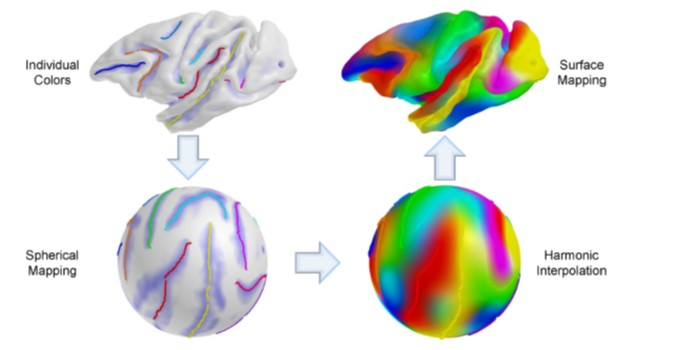 Individual
Colors
Surface
Mapping
Spherical
Mapping
Harmonic
Interpolation